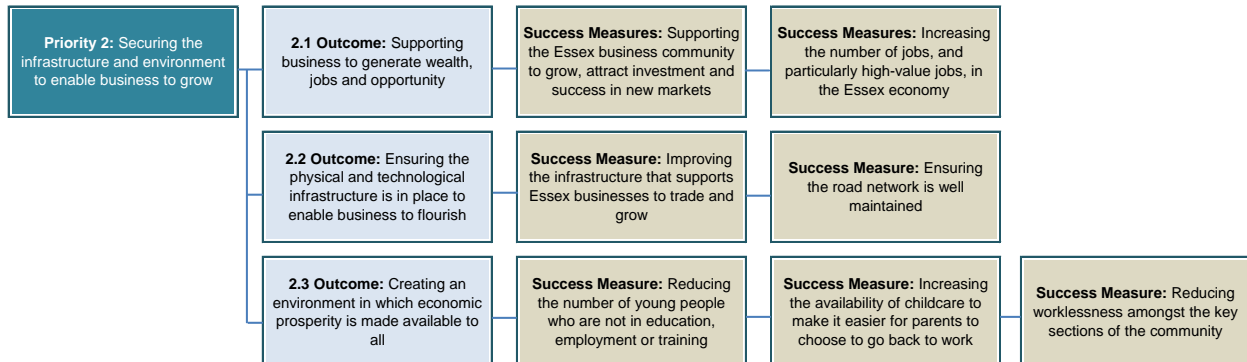 Priority 2: Securing the
infrastructure and environment
to enable business to grow
2.1 Outcome: Supporting
business to generate wealth,
jobs and opportunity
Success Measures: Supporting
the Essex business community
to grow, attract investment and
success in new markets
Success Measures: Increasing
the number of jobs, and
particularly high-value jobs, in
the Essex economy
2.2 Outcome: Ensuring the
physical and technological
infrastructure is in place to
enable business to flourish
Success Measure: Improving
the infrastructure that supports
Essex businesses to trade and
grow
Success Measure: Ensuring
the road network is well
maintained
2.3 Outcome: Creating an
environment in which economic
prosperity is made available to
all
Success Measure: Reducing
the number of young people
who are not in education,
employment or training
Success Measure: Increasing
the availability of childcare to
make it easier for parents to
choose to go back to work
Success Measure: Reducing
worklessness amongst the key
sections of the community